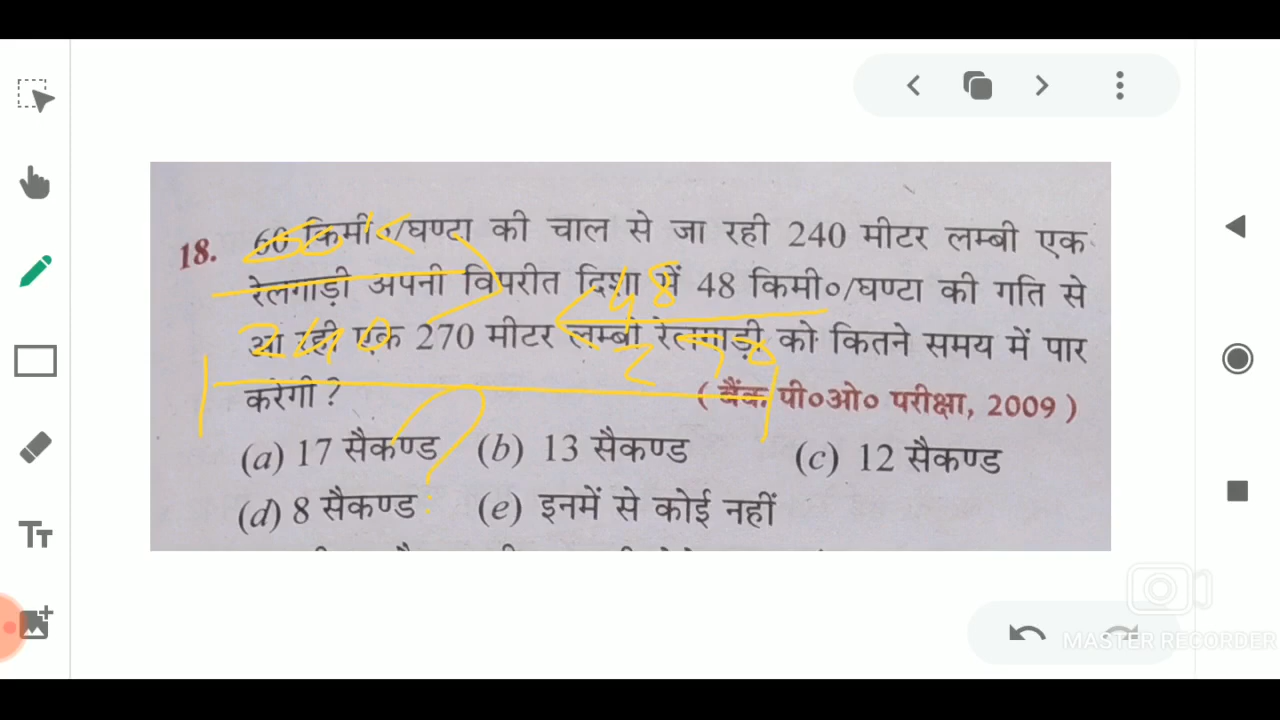 18. 60 किमी०/घण्टा की चाल से जा रही 240 मीटर लम्बी एक
रेलगाड़ी अपनी विपरीत दिशा में 48 किमी०/घण्टा की गति से
48
आ रही एक 270 मीटर लम्बी रेलगाड़ी को कितने समय में पार
240 270
करेगी ?
( बैंक पी०ओ० परीक्षा, 2009 )
?
(a) 17 सैकण्ड (b) 13 सैकण्ड (c) 12 सैकण्ड
(d) 8 सैकण्ड (e) इनमें से कोई नहीं
TT
MASTER RECORDER